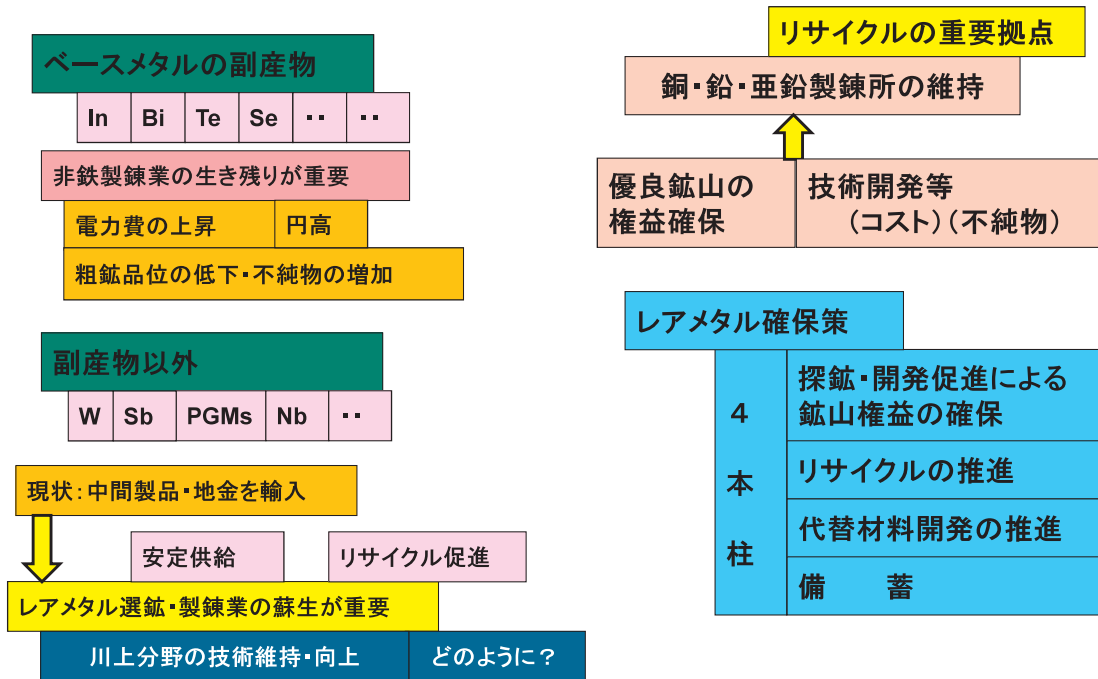 ベースメタルの副産物
In Bi Te Se ・・ ・・
非鉄製錬業の生き残りが重要
電力費の上昇 円高
粗鉱品位の低下・不純物の増加
副産物以外
W Sb PGMs Nb ・・
現状：中間製品・地金を輸入
安定供給 リサイクル促進
レアメタル選鉱・製錬業の蘇生が重要
川上分野の技術維持・向上 どのように？
リサイクルの重要拠点
銅・鉛・亜鉛製錬所の維持
優良鉱山の
権益確保
技術開発等
（コスト）（不純物）
レアメタル確保策
４
本
柱
探鉱・開発促進による
鉱山権益の確保
リサイクルの推進
代替材料開発の推進
備　　蓄